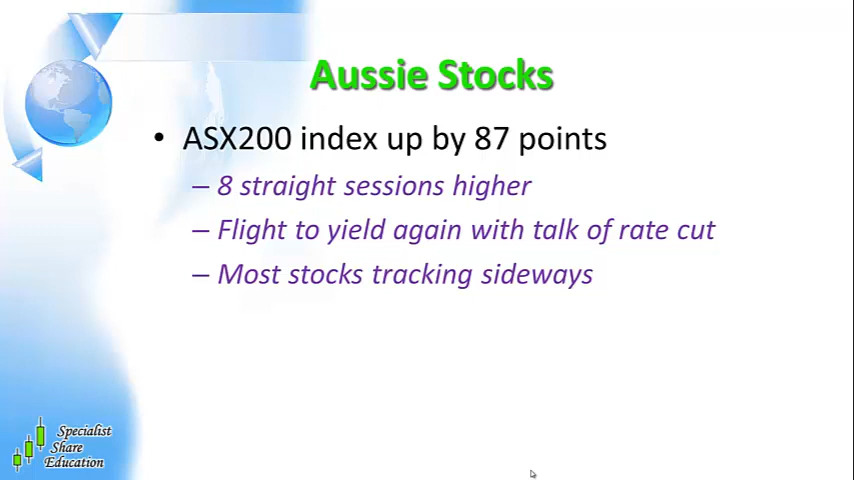 Aussie Stocks
• ASX200 index up by 87 points
– 8 straight sessions higher
– Flight to yield again with talk of rate cut
– Most stocks tracking sideways
Specialist
Share
Education